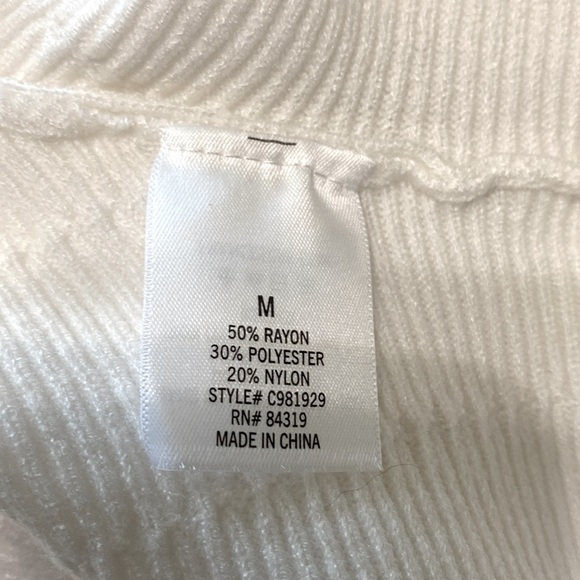 M
50% RAYON
30% POLYESTER
20% NYLON
STYLE# C981929
RN# 84319
MADE IN CHINA